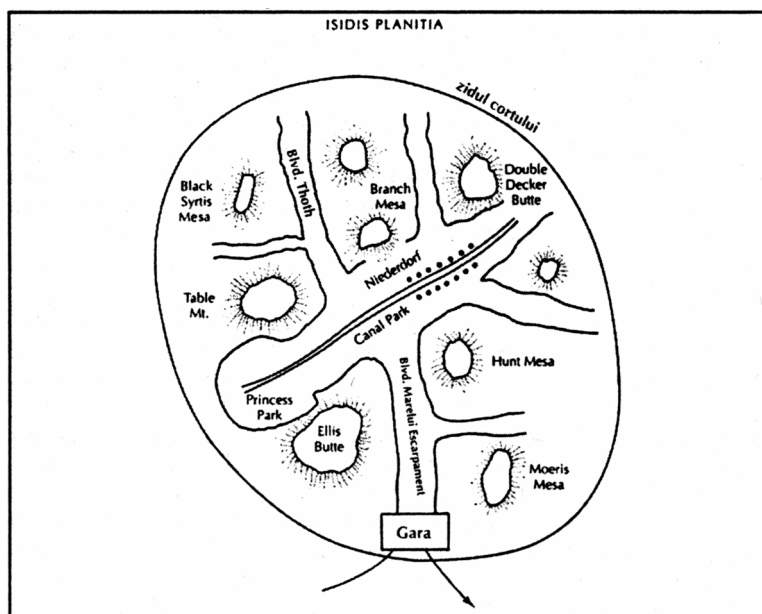 ISIDIS PLANITIA
zidul cortului
Blvd. Thoth
Black
Syrtis
Mesa
Branch
Mesa
Double
Decker
Butte
Niederdorf
Table
Mt.
Canal Park
Princess
Park
Blvd. Marelui Escarpament
Hunt Mesa
Ellis
Butte
Moeris
Mesa
Gara